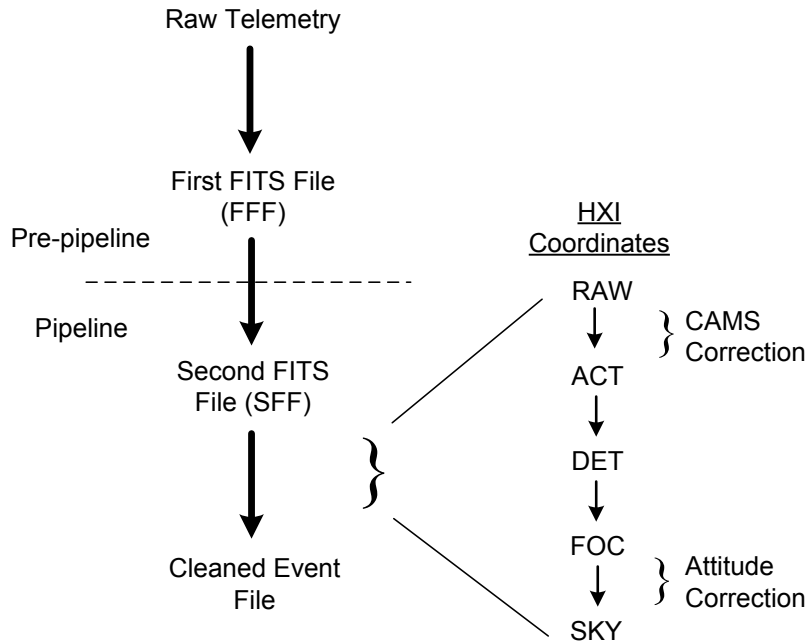 Raw Telemetry
First FITS File
(FFF)
Pre-pipeline
Pipeline
Second FITS
File (SFF)
Cleaned Event
File
HXI
Coordinates
RAW
CAMS
Correction
ACT
DET
FOC
Attitude
Correction
SKY